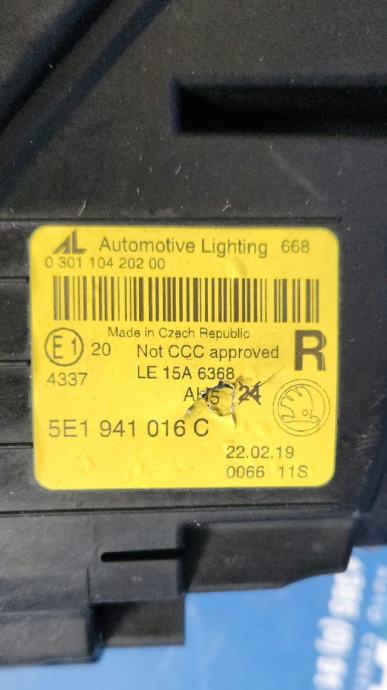 AL Automotive Lighting 668
0 301 104 202 00
Made in Czech Republic
E1 20 Not CCC approved R
4337 LE 15A 6368
5E1 941 016 C
22.02.19
0066 11S